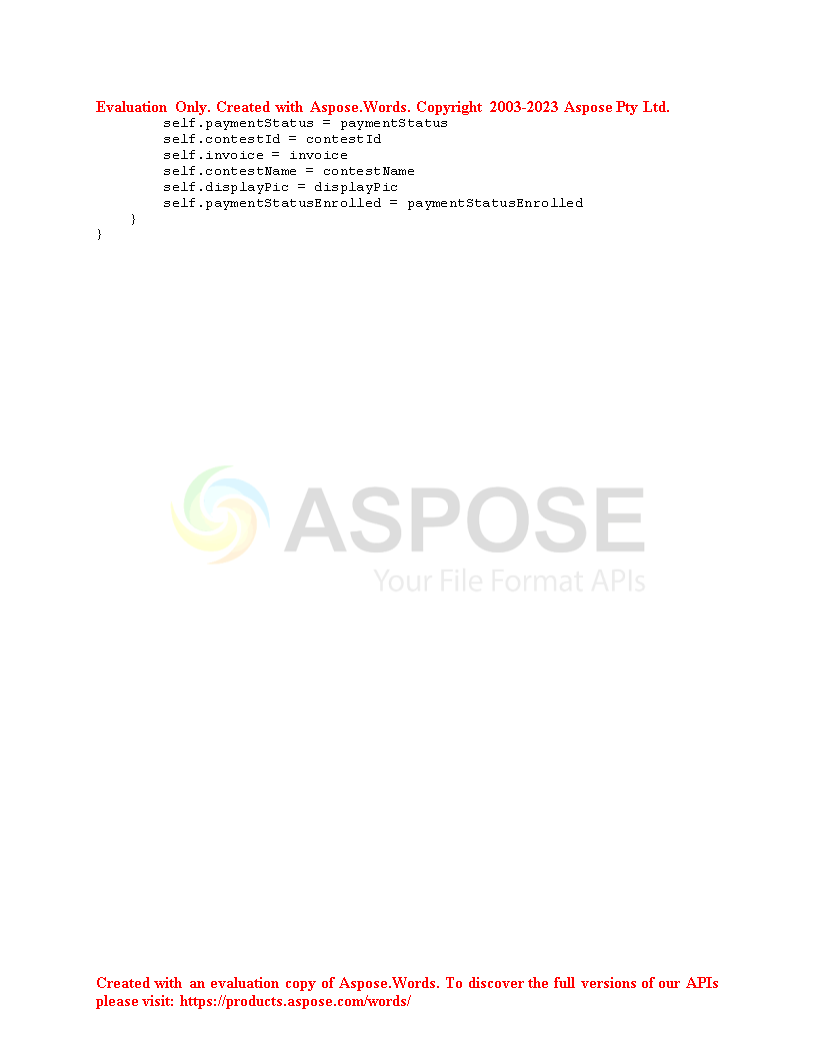 Evaluation Only. Created with Aspose.Words. Copyright 2003-2023 Aspose Pty Ltd.
self.paymentStatus = paymentStatus
self.contestId = contestId
self.invoice = invoice
self.contestName = contestName
self.displayPic = displayPic
self.paymentStatusEnrolled = paymentStatusEnrolled
}
}
ASPOSE
Your File Format APIs
Created with an evaluation copy of Aspose.Words. To discover the full versions of our APIs
please visit: https://products.aspose.com/words/